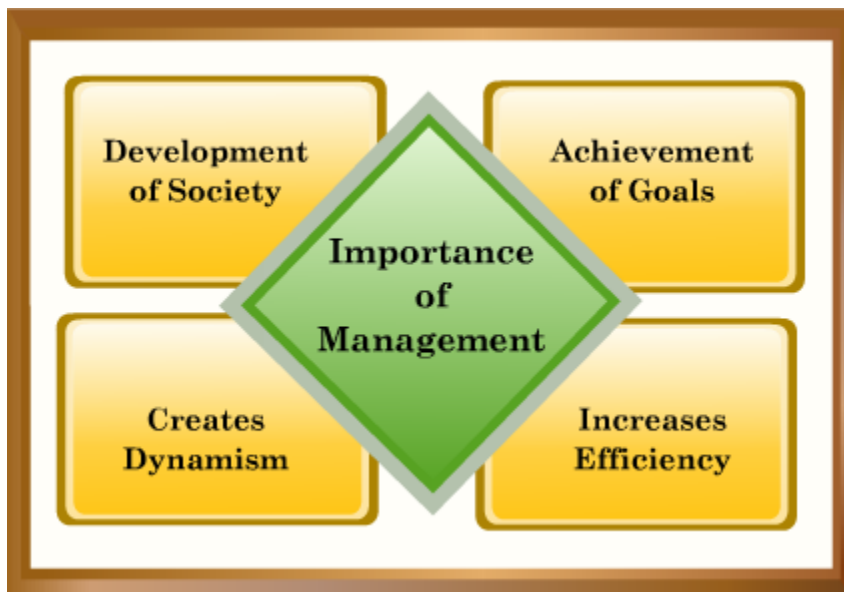 Development
of Society
Achievement
of Goals
Importance
of
Management
Creates
Dynamism
Increases
Efficiency